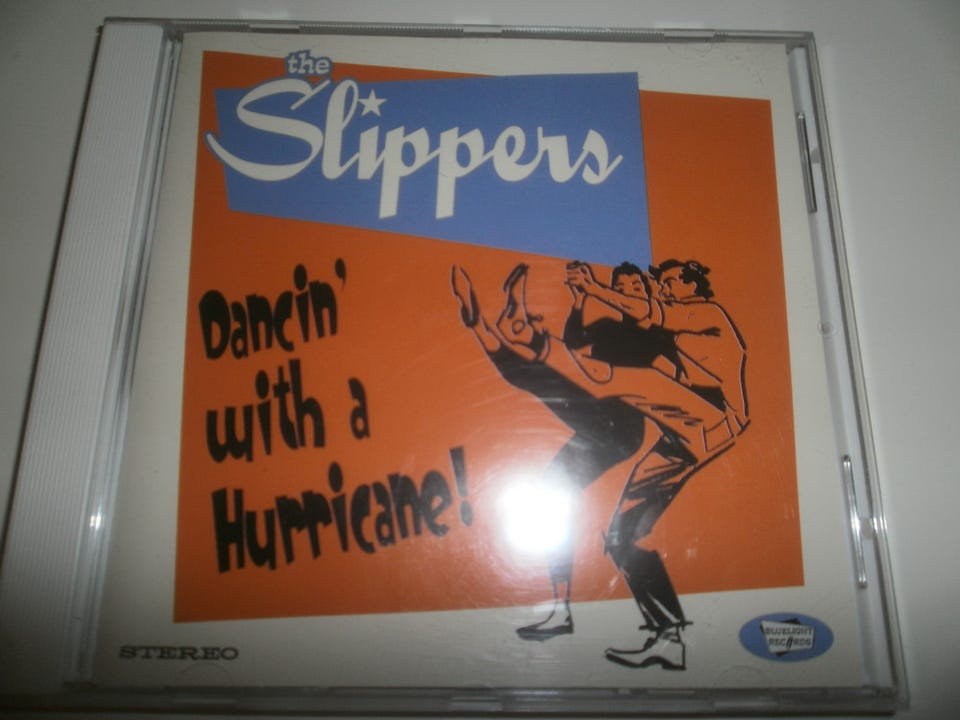 the
Slippers
Dancin'
with a
Hurricane!
STEREO
BLUELIGHT
RECORDS